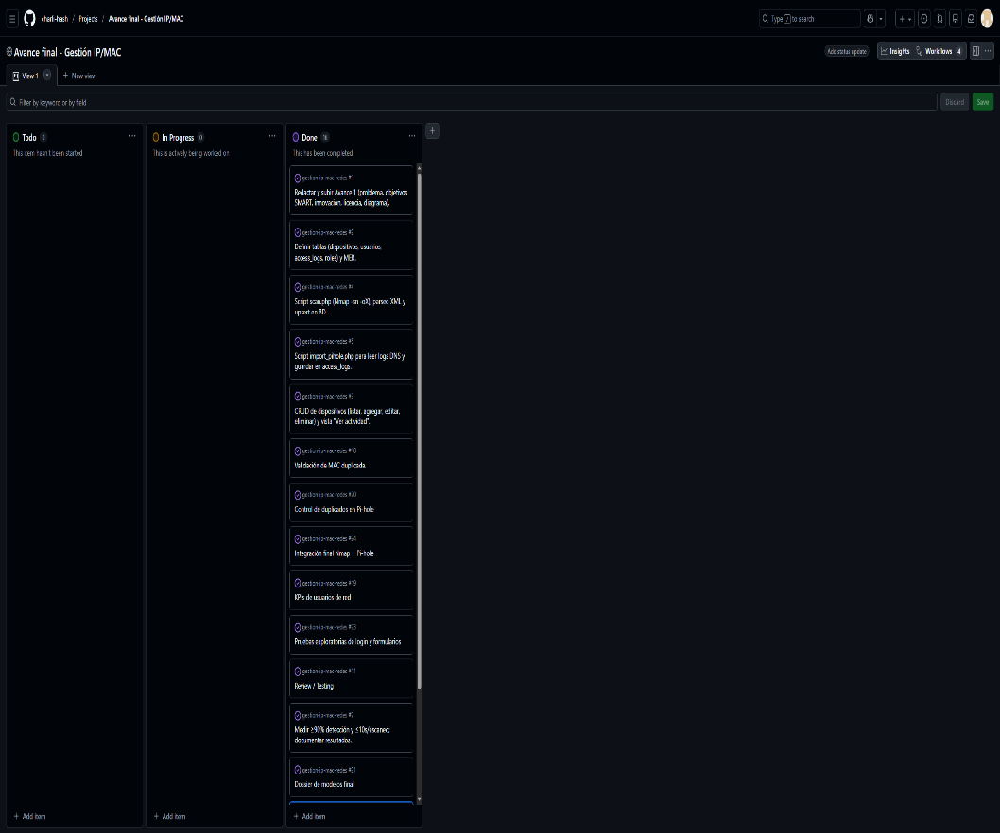 charli-hash / Projects / Avance final - Gestión IP/MAC
Type / to search
Avance final - Gestión IP/MAC
Add status update
Insights
Workflows 4
View 1
+ New view
Filter by keyword or by field
Discard
Save
Todo 0
This item hasn't been started
In Progress 0
This is actively being worked on
Done
This has been completed
gestion-ip-mac-redes #1
Redactar y subir Avance 1 (problema, objetivos
SMART, innovación, licencia, diagrama).
gestion-ip-mac-redes #2
Definir tablas (dispositivos, usuarios,
access_logs, roles) y MER.
gestion-ip-mac-redes #4
Script scan.php (Nmap -sn -oX), parseo XML y
upsert en BD.
gestion-ip-mac-redes #5
Script import_pihole.php para leer logs DNS y
guardar en access_logs.
gestion-ip-mac-redes #3
CRUD de dispositivos (listar, agregar, editar,
eliminar) y vista "Ver actividad".
gestion-ip-mac-redes #18
Validación de MAC duplicada.
gestion-ip-mac-redes #20
Control de duplicados en Pi-hole
gestion-ip-mac-redes #24
Integración final Nmap + Pi-hole
gestion-ip-mac-redes #19
KPIs de usuarios de red
gestion-ip-mac-redes #23
Pruebas exploratorias de login y formularios
gestion-ip-mac-redes #11
Review / Testing
gestion-ip-mac-redes #7
Medir ≥90% detección y ≤10s/escaneo;
documentar resultados.
gestion-ip-mac-redes #21
Dossier de modelos final
+ Add item
+ Add item
+ Add item